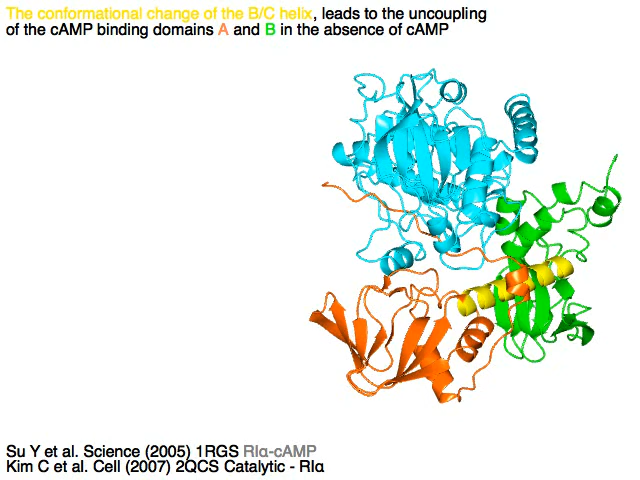 The conformational change of the B/C helix, leads to the uncoupling
of the cAMP binding domains A and B in the absence of cAMP
Su Y et al. Science (2005) 1RGS RIα-cAMP
Kim C et al. Cell (2007) 2QCS Catalytic - RIα